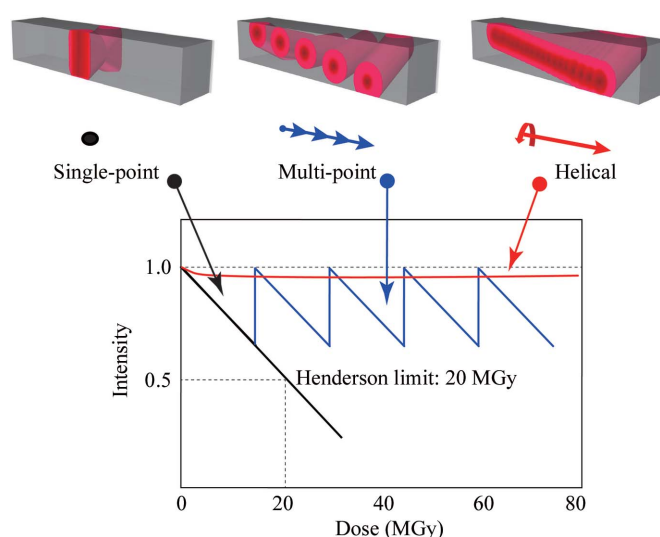 Single-point
Multi-point
Helical
1.0
Intensity
0.5
Henderson limit: 20 MGy
0
20
40
60
80
Dose (MGy)